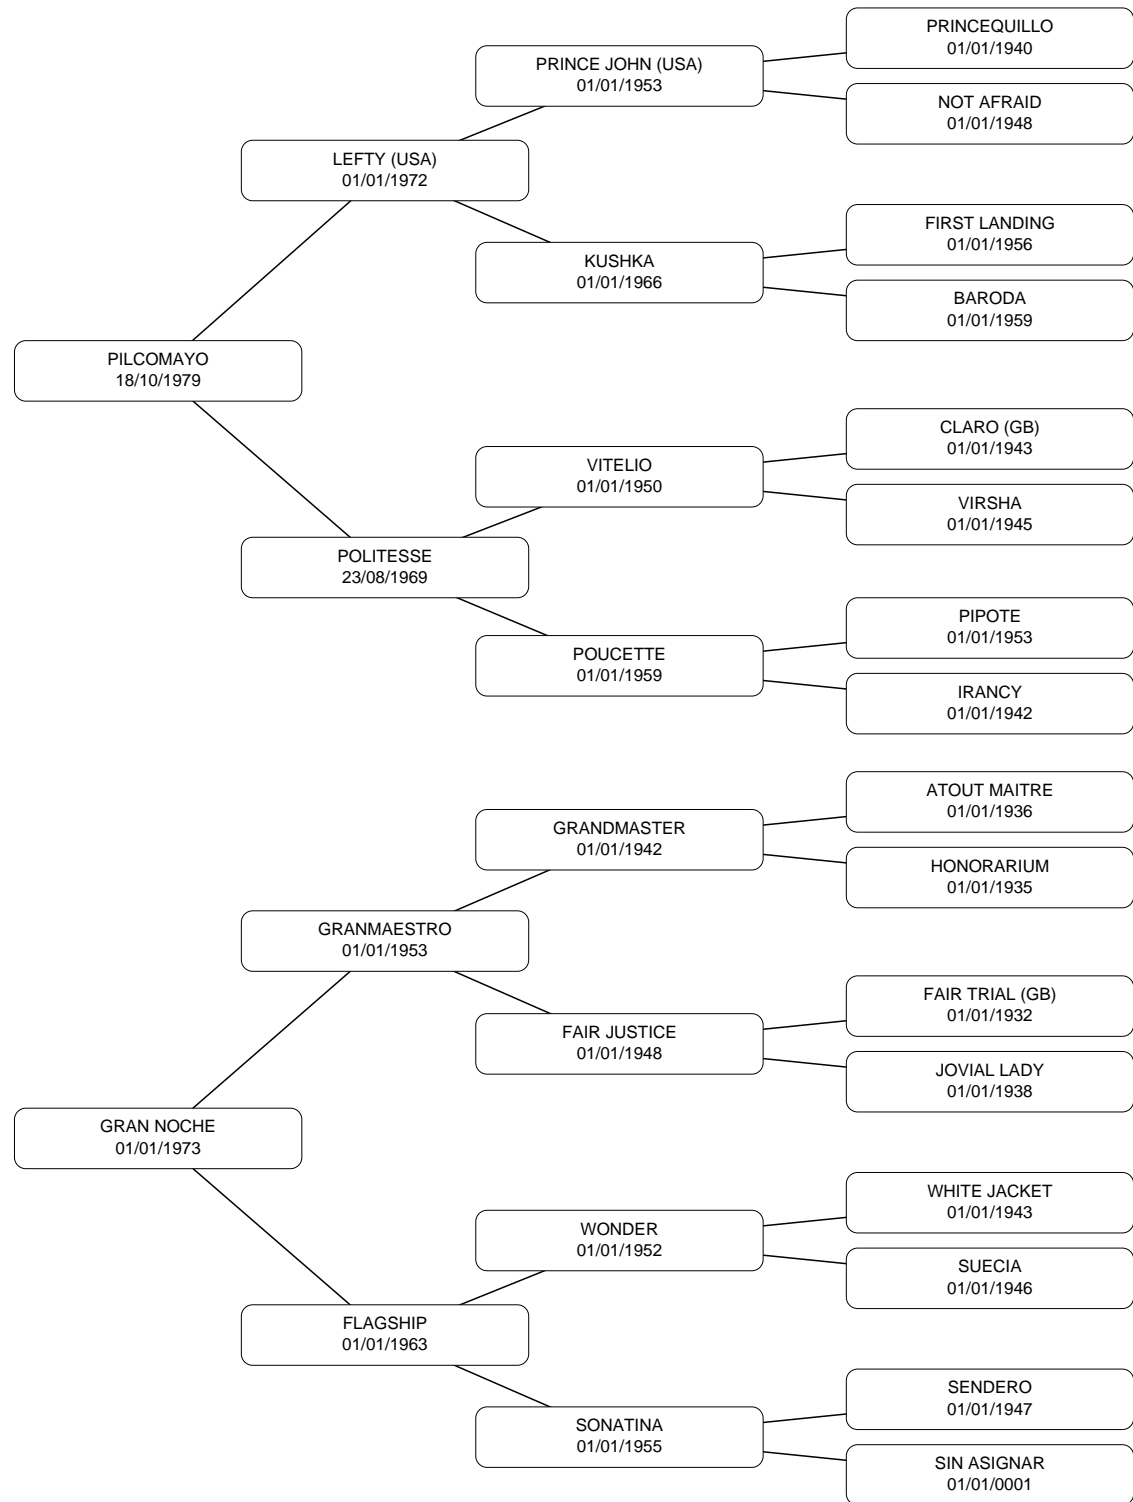 PRINCEQUILLO
01/01/1940
PRINCE JOHN (USA)
01/01/1953
NOT AFRAID
01/01/1948
LEFTY (USA)
01/01/1972
FIRST LANDING
01/01/1956
KUSHKA
01/01/1966
BARODA
01/01/1959
PILCOMAYO
18/10/1979
CLARO (GB)
01/01/1943
VITELIO
01/01/1950
VIRSHA
01/01/1945
POLITESSE
23/08/1969
PIPOTE
01/01/1953
POUCETTE
01/01/1959
IRANCY
01/01/1942
ATOUT MAITRE
01/01/1936
GRANDMASTER
01/01/1942
HONORARIUM
01/01/1935
GRANMAESTRO
01/01/1953
FAIR TRIAL (GB)
01/01/1932
FAIR JUSTICE
01/01/1948
JOVIAL LADY
01/01/1938
GRAN NOCHE
01/01/1973
WHITE JACKET
01/01/1943
WONDER
01/01/1952
SUECIA
01/01/1946
FLAGSHIP
01/01/1963
SENDERO
01/01/1947
SONATINA
01/01/1955
SIN ASIGNAR
01/01/0001